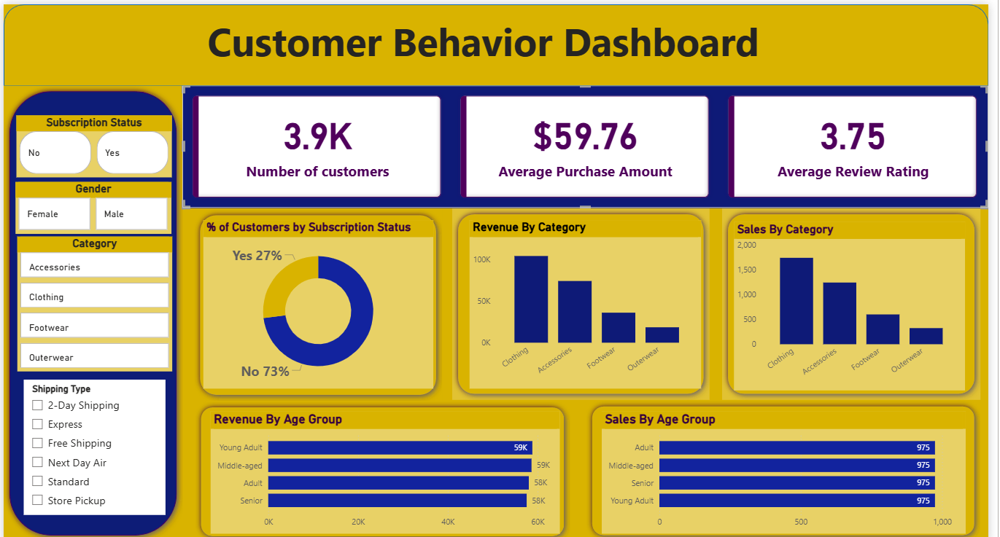 Customer Behavior Dashboard
Subscription Status
No
Yes
Gender
Female
Male
Category
Accessories
Clothing
Footwear
Outerwear
Shipping Type
2-Day Shipping
Express
Free Shipping
Next Day Air
Standard
Store Pickup
3.9K
Number of customers
$59.76
Average Purchase Amount
3.75
Average Review Rating
% of Customers by Subscription Status
Yes 27%
No 73%
Revenue By Category
100K
50K
0K
Clothing
Accessories
Footwear
Outerwear
Sales By Category
2,000
1,500
1,000
500
0
Clothing
Accessories
Footwear
Outerwear
Revenue By Age Group
Young Adult 59K
Middle-aged 59K
Adult 58K
Senior 58K
0K 20K 40K 60K
Sales By Age Group
Adult 975
Middle-aged 975
Senior 975
Young Adult 975
0 500 1,000